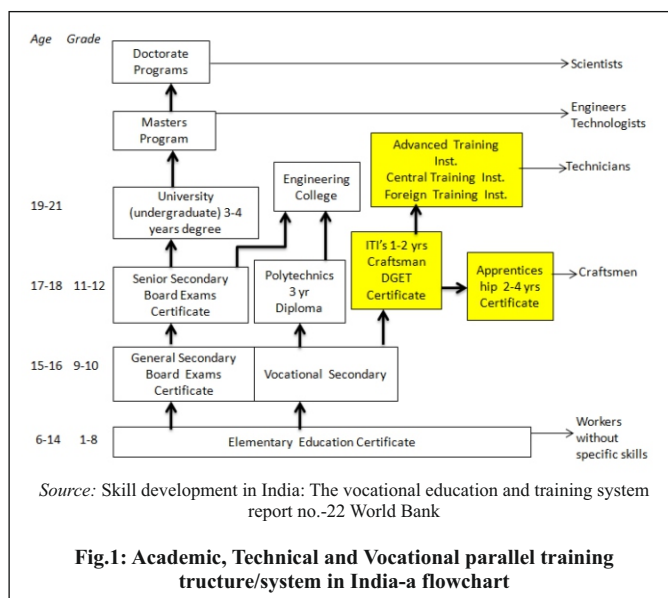 Age Grade
Doctorate
Programs
Scientists
Masters
Program
Engineers
Technologists
Advanced Training
Inst.
Central Training Inst.
Foreign Training Inst.
Technicians
Engineering
College
19-21
University
(undergraduate) 3-4
years degree
ITI's 1-2 yrs
Craftsman
DGET
Certificate
17-18 11-12
Senior Secondary
Board Exams
Certificate
Polytechnics
3 yr
Diploma
Apprentices
hip 2-4 yrs
Certificate
Craftsmen
15-16 9-10
General Secondary
Board Exams
Certificate
Vocational Secondary
6-14 1-8
Elementary Education Certificate
Workers
without
specific skills
Source: Skill development in India: The vocational education and training system
report no.-22 World Bank
Fig.1: Academic, Technical and Vocational parallel training
tructure/system in India-a flowchart